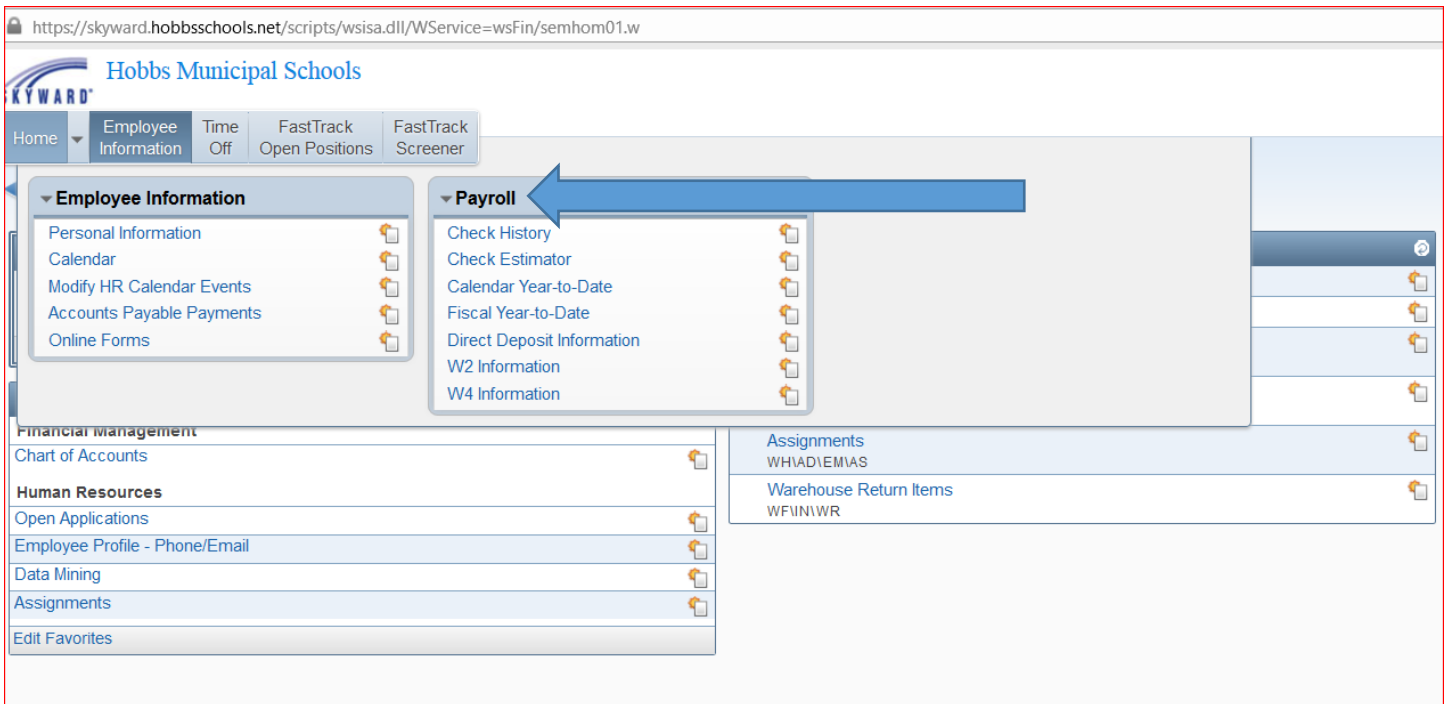 https://skyward.hobbsschools.net/scripts/wsisa.dll/WService=wsFin/semhom01.w
Hobbs Municipal Schools
SKYWARD
Home
Employee Information
Time Off
FastTrack Open Positions
FastTrack Screener
Employee Information
Personal Information
Calendar
Modify HR Calendar Events
Accounts Payable Payments
Online Forms
Payroll
Check History
Check Estimator
Calendar Year-to-Date
Fiscal Year-to-Date
Direct Deposit Information
W2 Information
W4 Information
Financial Management
Chart of Accounts
Human Resources
Open Applications
Employee Profile - Phone/Email
Data Mining
Assignments
Edit Favorites
Assignments
WH\AD\EM\AS
Warehouse Return Items
WF\IN\WR